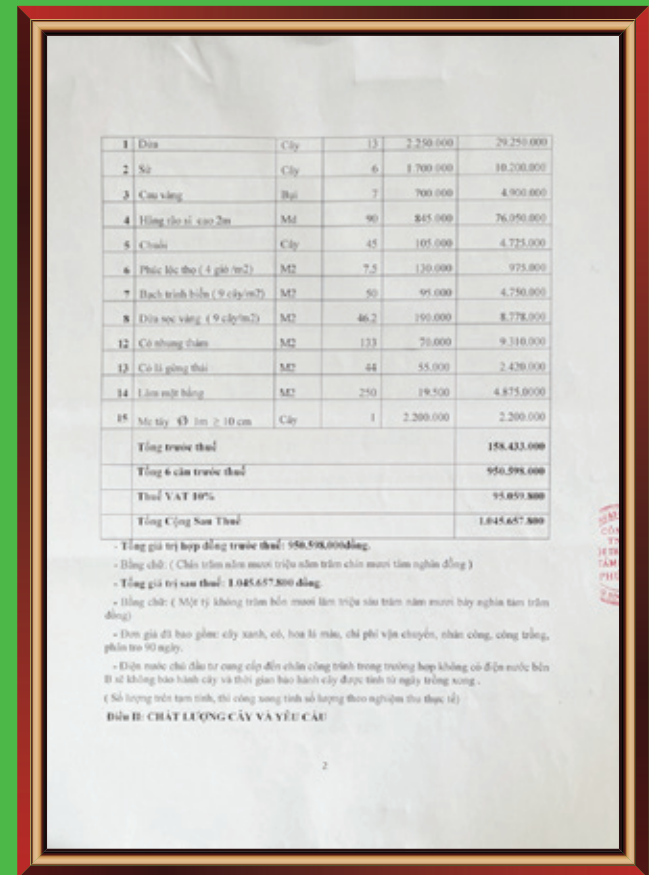 1 Dừa Cây 13 2.250.000 29.250.000
2 Sứ Cây 6 1.700.000 10.200.000
3 Cau vàng Bụi 7 700.000 4.900.000
4 Hàng rào si cao 2m Md 90 845.000 76.050.000
5 Chuối Cây 45 105.000 4.725.000
6 Phúc lộc thọ ( 4 giỏ /m2) M2 7,5 130.000 975.000
7 Bạch trinh biển ( 9 cây/m2) M2 50 95.000 4.750.000
8 Dứa sọc vàng ( 9 cây/m2) M2 46.2 190.000 8.778.000
12 Cỏ nhung thảm M2 133 70.000 9.310.000
13 Cỏ lá gừng thái M2 44 55.000 2.420.000
14 Làm mặt bằng M2 250 19.500 4.875.0000
15 Me tây Ø 1m ≥ 10 cm Cây 1 2.200.000 2.200.000
Tổng trước thuế 158.433.000
Tổng 6 căn trước thuế 950.598.000
Thuế VAT 10% 95.059.800
Tổng Cộng Sau Thuế 1.045.657.800
- Tổng giá trị hợp đồng trước thuế: 950.598.000đồng.
- Bằng chữ: ( Chín trăm năm mươi triệu năm trăm chín mươi tám nghìn đồng )
- Tổng giá trị sau thuế: 1.045.657.800 đồng.
- Bằng chữ: ( Một tỷ không trăm bốn mươi lăm triệu sáu trăm năm mươi bảy nghìn tám trăm
đồng)
- Đơn giá đã bao gồm: cây xanh, cỏ, hoa lá màu, chi phí vận chuyển, nhân công, công trồng,
phân tro 90 ngày.
- Điện nước chủ đầu tư cung cấp đến chân công trình trong trường hợp không có điện nước bên
B sẽ không bảo hành cây và thời gian bảo hành cây được tính từ ngày trồng xong .
( Số lượng trên tạm tính, thi công xong tính số lượng theo nghiệm thu thực tế)
Điều II: CHẤT LƯỢNG CÂY VÀ YÊU CẦU
2